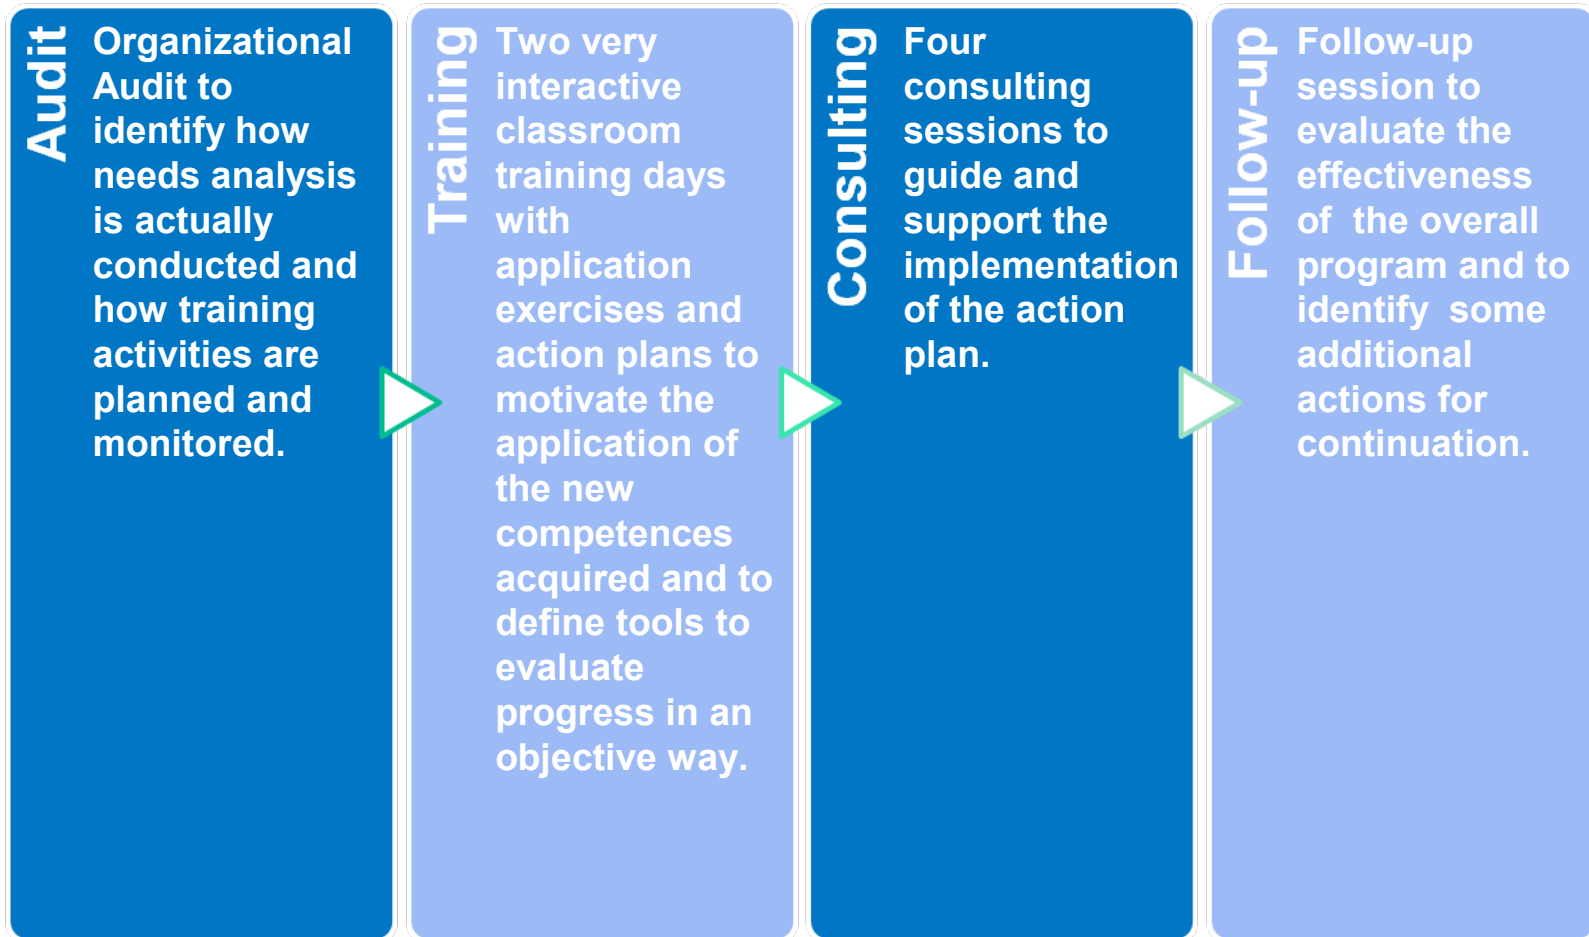 Audit
Organizational
Audit to
identify how
needs analysis
is actually
conducted and
how training
activities are
planned and
monitored.
Training
Two very
interactive
classroom
training days
with
application
exercises and
action plans to
motivate the
application of
the new
competences
acquired and to
define tools to
evaluate
progress in an
objective way.
Consulting
Four
consulting
sessions to
guide and
support the
implementation
of the action
plan.
Follow-up
Follow-up
session to
evaluate the
effectiveness
of  the overall
program and to
identify  some
additional
actions for
continuation.